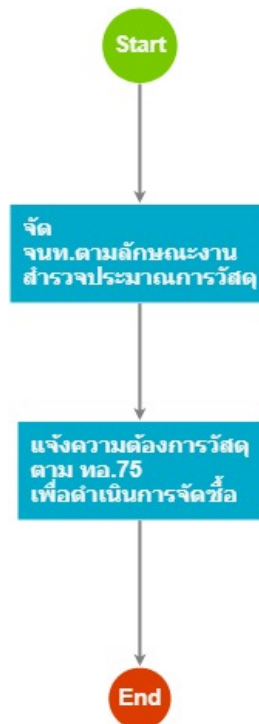 Start
จัด
จนท.ตามลักษณะงาน
สำรวจประมาณการวัสดุ
แจ้งความต้องการวัสดุ
ตาม ทอ.75
เพื่อดำเนินการจัดซื้อ
End